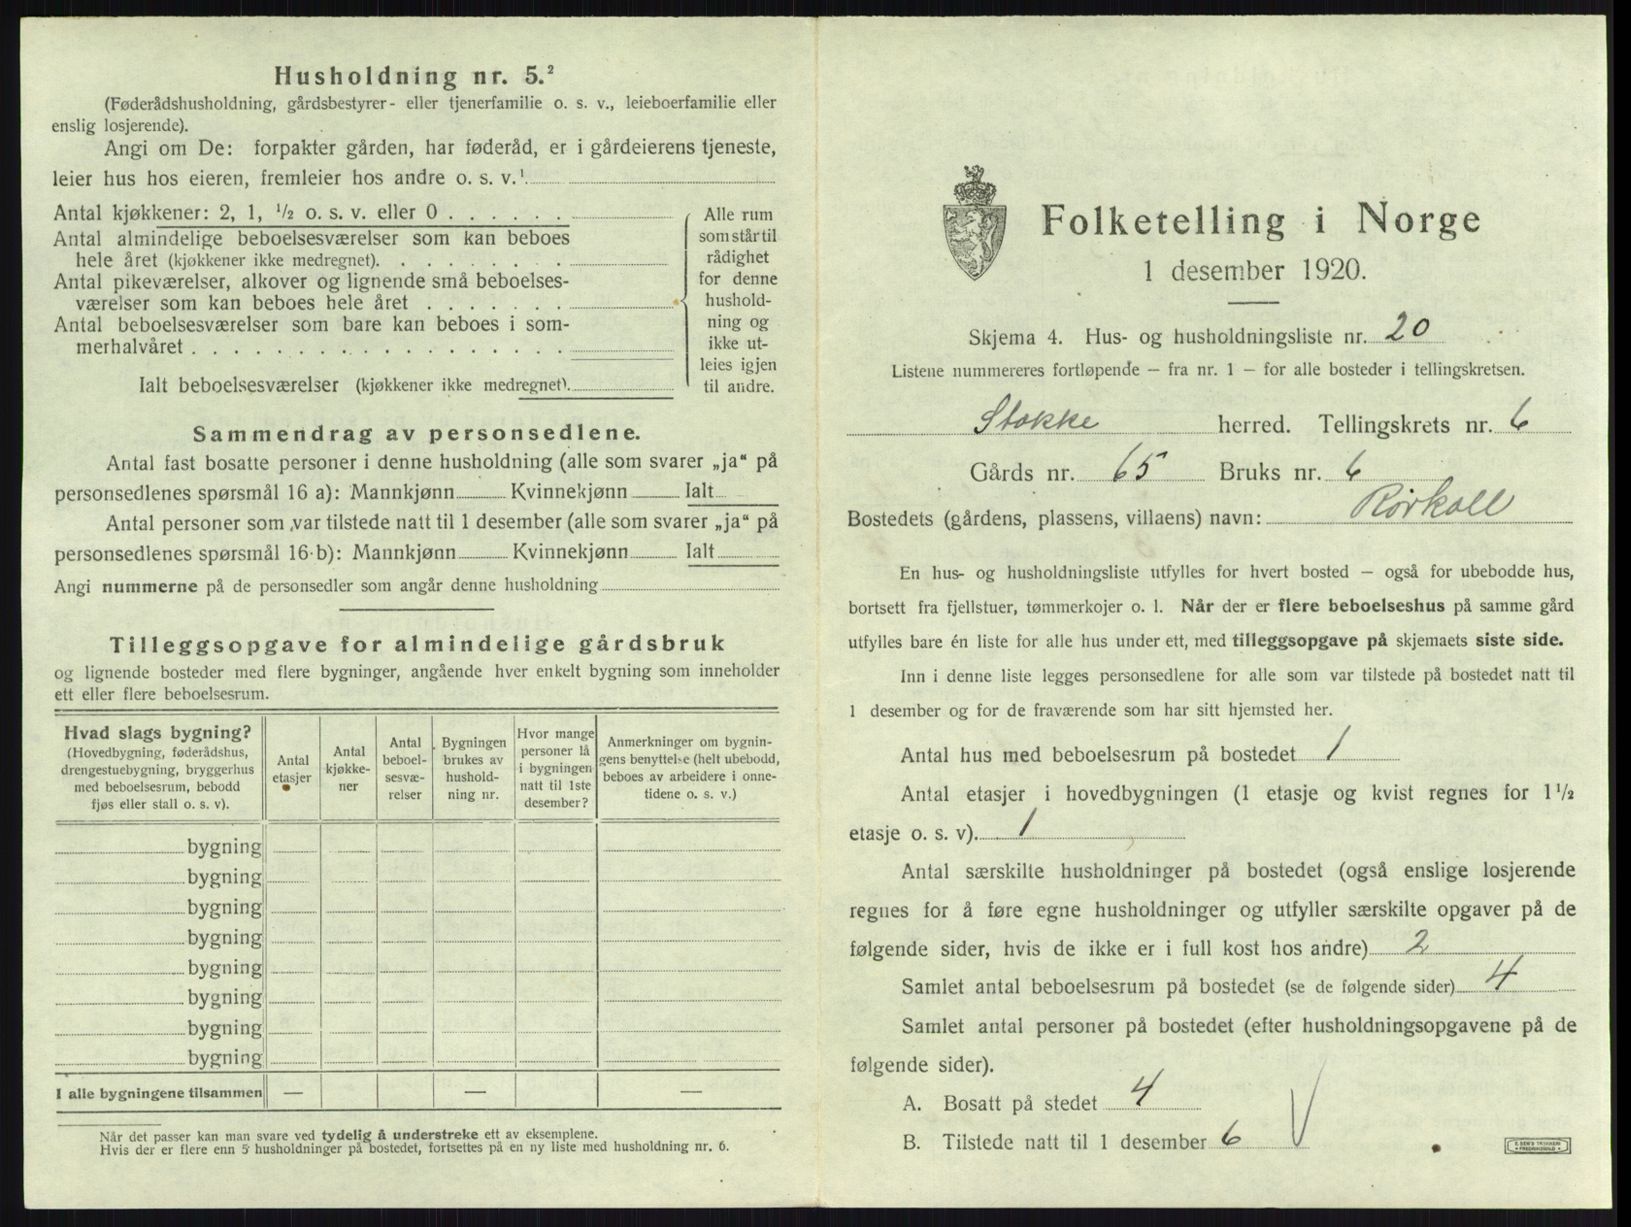 Husholdning nr. 5.²
(Føderådshusholdning, gårdsbestyrer- eller tjenerfamilie o. s. v., leieboerfamilie eller
enslig losjerende).
Angi om De: forpakter gården, har føderåd, er i gårdeierens tjeneste,
leier hus hos eieren, fremleier hos andre o. s. v.¹
Antal kjøkkener: 2, 1, ½ o. s. v. eller 0 . . . . . .
Antal almindelige beboelsesværelser som kan beboes
hele året (kjøkkener ikke medregnet). . . . . . . . .
Antal pikeværelser, alkover og lignende små beboelses-
værelser som kan beboes hele året . . . . . . .
Antal beboelsesværelser som bare kan beboes i som-
merhalvåret . . . . . . . . . . . . . . . . . .
Ialt beboelsesværelser (kjøkkener ikke medregnet).
Alle rum
som står til
rådighet
for denne
hushold-
ning og
ikke ut-
leies igjen
til andre.
Sammendrag av personsedlene.
Antal fast bosatte personer i denne husholdning (alle som svarer „ja“ på
personsedlenes spørsmål 16 a): Mannkjønn Kvinnekjønn Ialt
Antal personer som var tilstede natt til 1 desember (alle som svarer „ja“ på
personsedlenes spørsmål 16 b): Mannkjønn Kvinnekjønn Ialt
Angi nummerne på de personsedler som angår denne husholdning
Tilleggsopgave for almindelige gårdsbruk
og lignende bosteder med flere bygninger, angående hver enkelt bygning som inneholder
ett eller flere beboelsesrum.
Hvad slags bygning?
(Hovedbygning, føderådshus,
drengestuebygning, bryggerhus
med beboelsesrum, bebodd
fjøs eller stall o. s. v).
Antal
etasjer
Antal
kjøkke-
ner
Antal
beboel-
sesvæ-
relser
Bygningen
brukes av
hushold-
ning nr.
Hvor mange
personer lå
i bygningen
natt til 1ste
desember?
Anmerkninger om bygnin-
gens benyttelse (helt ubebodd,
beboes av arbeidere i onne-
tidene o. s. v.)
bygning
bygning
bygning
bygning
bygning
bygning
bygning
bygning
I alle bygningene tilsammen — — —
Når det passer kan man svare ved tydelig å understreke ett av eksemplene.
Hvis der er flere enn 5 husholdninger på bostedet, fortsettes på en ny liste med husholdning nr. 6.
Folketelling i Norge
1 desember 1920.
Skjema 4. Hus- og husholdningsliste nr. 20
Listene nummereres fortløpende — fra nr. 1 — for alle bosteder i tellingskretsen.
Stokke herred. Tellingskrets nr. 6
Gårds nr. 65 Bruks nr. 6
Bostedets (gårdens, plassens, villaens) navn: Rørkoll
En hus- og husholdningsliste utfylles for hvert bosted — også for ubebodde hus,
bortsett fra fjellstuer, tømmerkojer o. l. Når der er flere beboelseshus på samme gård
utfylles bare én liste for alle hus under ett, med tilleggsopgave på skjemaets siste side.
Inn i denne liste legges personsedlene for alle som var tilstede på bostedet natt til
1 desember og for de fraværende som har sitt hjemsted her.
Antal hus med beboelsesrum på bostedet 1
Antal etasjer i hovedbygningen (1 etasje og kvist regnes for 1½
etasje o. s. v). 1
Antal særskilte husholdninger på bostedet (også enslige losjerende
regnes for å føre egne husholdninger og utfyller særskilte opgaver på de
følgende sider, hvis de ikke er i full kost hos andre) 2
Samlet antal beboelsesrum på bostedet (se de følgende sider) 4
Samlet antal personer på bostedet (efter husholdningsopgavene på de
følgende sider).
A. Bosatt på stedet 4
B. Tilstede natt til 1 desember 6